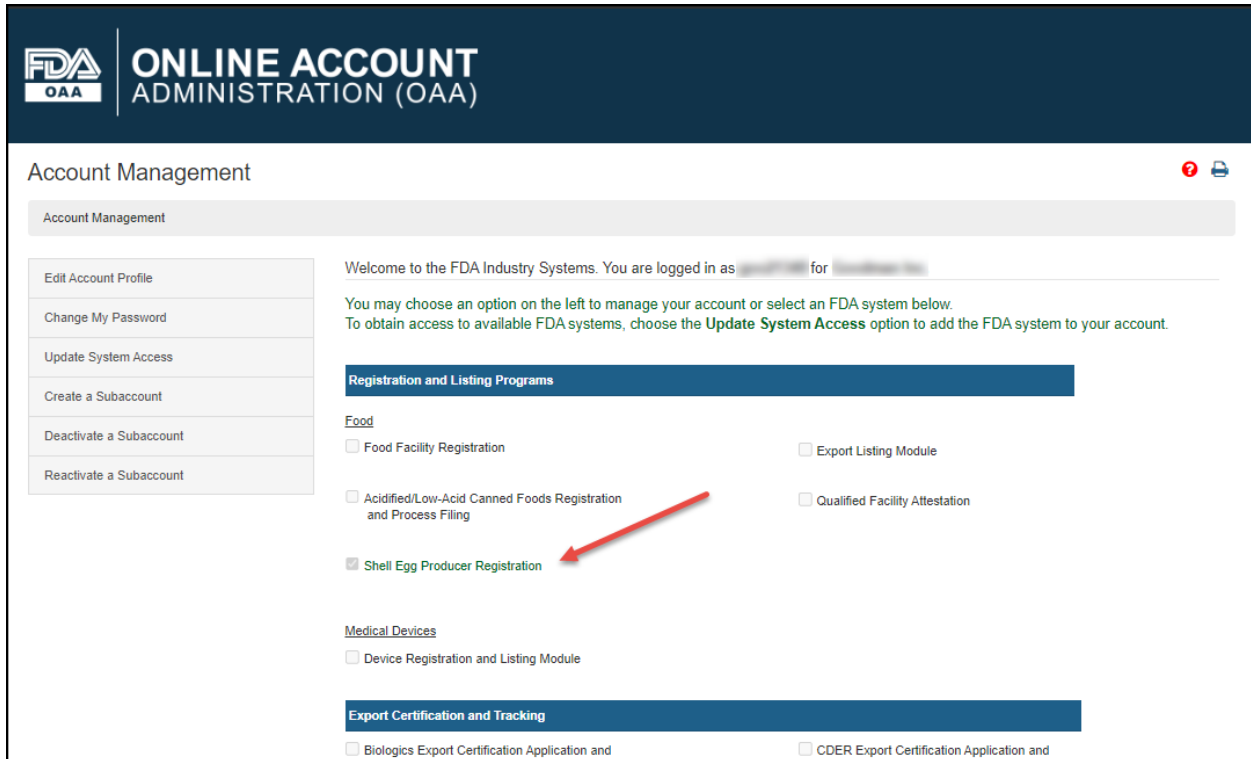 FDA
OAA
ONLINE ACCOUNT
ADMINISTRATION (OAA)
Account Management
?
Account Management
Edit Account Profile
Change My Password
Update System Access
Create a Subaccount
Deactivate a Subaccount
Reactivate a Subaccount
Welcome to the FDA Industry Systems. You are logged in as for
You may choose an option on the left to manage your account or select an FDA system below.
To obtain access to available FDA systems, choose the Update System Access option to add the FDA system to your account.
Registration and Listing Programs
Food
Food Facility Registration
Export Listing Module
Acidified/Low-Acid Canned Foods Registration
and Process Filing
Qualified Facility Attestation
Shell Egg Producer Registration
Medical Devices
Device Registration and Listing Module
Export Certification and Tracking
Biologics Export Certification Application and
CDER Export Certification Application and